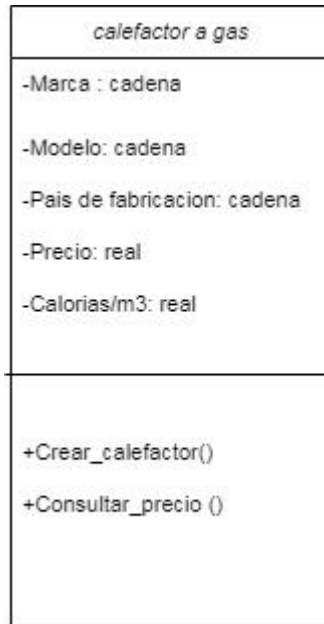 calefactor a gas
-Marca : cadena
-Modelo: cadena
-Pais de fabricacion: cadena
-Precio: real
-Calorias/m3: real
+Crear_calefactor()
+Consultar_precio ()